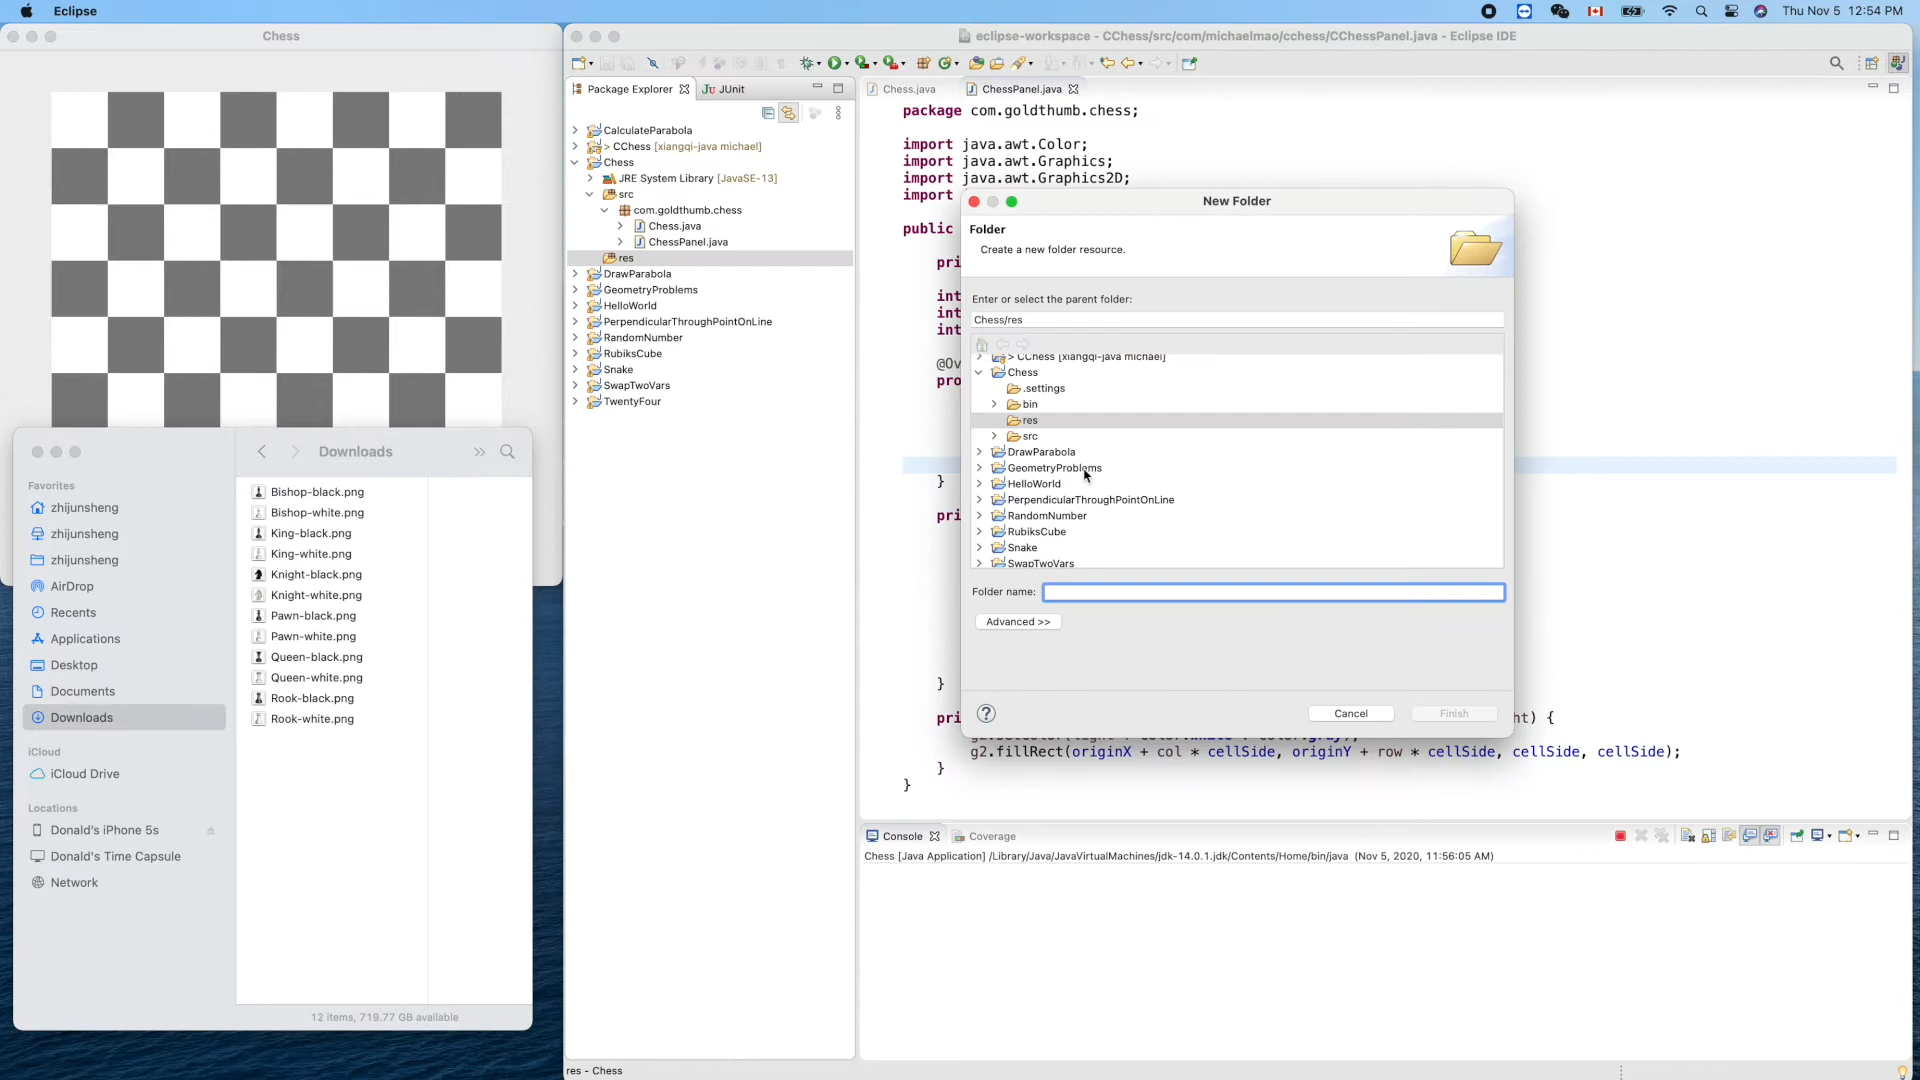 Eclipse
Thu Nov 5 12:54 PM
Chess
eclipse-workspace - CChess/src/com/michaelmao/cchess/CChessPanel.java - Eclipse IDE
Package Explorer
JUnit
CalculateParabola
> CChess [xiangqi-java michael]
Chess
JRE System Library [JavaSE-13]
src
com.goldthumb.chess
Chess.java
ChessPanel.java
res
DrawParabola
GeometryProblems
HelloWorld
PerpendicularThroughPointOnLine
RandomNumber
RubiksCube
Snake
SwapTwoVars
TwentyFour
Chess.java
ChessPanel.java
package com.goldthumb.chess;
import java.awt.Color;
import java.awt.Graphics;
import java.awt.Graphics2D;
import
public
pri
int
int
int
@Ov
pro
}
pri
}
pri
ht) {
g2.fillRect(originX + col * cellSide, originY + row * cellSide, cellSide, cellSide);
}
}
New Folder
Folder
Create a new folder resource.
Enter or select the parent folder:
Chess/res
> CChess [xiangqi-java michael]
Chess
.settings
bin
res
src
DrawParabola
GeometryProblems
HelloWorld
PerpendicularThroughPointOnLine
RandomNumber
RubiksCube
Snake
SwapTwoVars
Folder name:
Advanced >>
?
Cancel
Finish
Downloads
Favorites
zhijunsheng
zhijunsheng
zhijunsheng
AirDrop
Recents
Applications
Desktop
Documents
Downloads
iCloud
iCloud Drive
Locations
Donald's iPhone 5s
Donald's Time Capsule
Network
Bishop-black.png
Bishop-white.png
King-black.png
King-white.png
Knight-black.png
Knight-white.png
Pawn-black.png
Pawn-white.png
Queen-black.png
Queen-white.png
Rook-black.png
Rook-white.png
12 items, 719.77 GB available
Console
Coverage
Chess [Java Application] /Library/Java/JavaVirtualMachines/jdk-14.0.1.jdk/Contents/Home/bin/java (Nov 5, 2020, 11:56:05 AM)
res - Chess